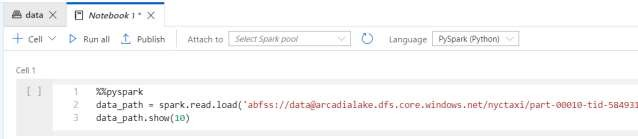 data
Notebook 1 *
Cell
Run all
Publish
Attach to
Select Spark pool
Language
PySpark (Python)
Cell 1
[ ]
1 %%pyspark
2 data_path = spark.read.load('abfss://data@arcadialake.dfs.core.windows.net/nyctaxi/part-00010-tid-584931
3 data_path.show(10)